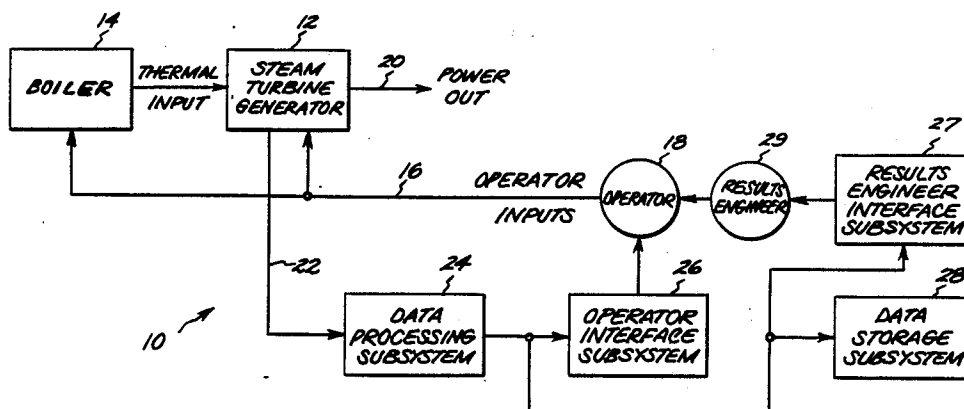 14
BOILER
THERMAL
INPUT
12
STEAM
TURBINE
GENERATOR
20
POWER
OUT
16
OPERATOR
INPUTS
18
OPERATOR
29
RESULTS
ENGINEER
27
RESULTS
ENGINEER
INTERFACE
SUBSYSTEM
22
10
24
DATA
PROCESSING
SUBSYSTEM
26
OPERATOR
INTERFACE
SUBSYSTEM
28
DATA
STORAGE
SUBSYSTEM